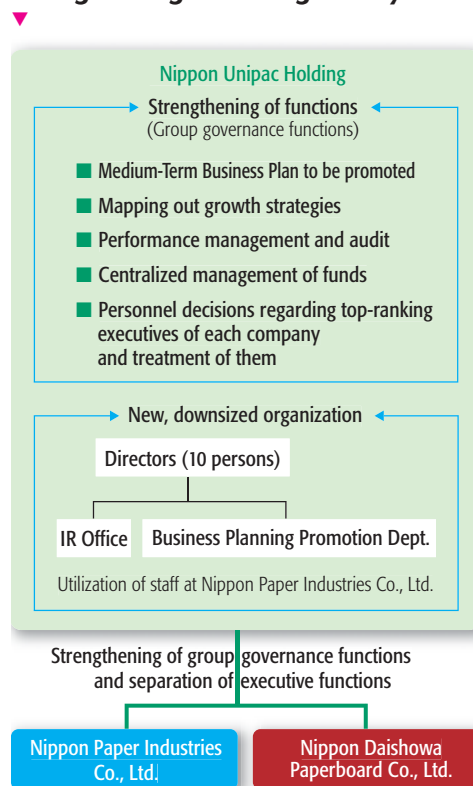 Nippon Unipac Holding
Strengthening of functions
(Group governance functions)
■ Medium-Term Business Plan to be promoted
■ Mapping out growth strategies
■ Performance management and audit
■ Centralized management of funds
■ Personnel decisions regarding top-ranking
executives of each company
and treatment of them
New, downsized organization
Directors (10 persons)
IR Office
Business Planning Promotion Dept.
Utilization of staff at Nippon Paper Industries Co., Ltd.
Strengthening of group governance functions
and separation of executive functions
Nippon Paper Industries
Co., Ltd.
Nippon Daishowa
Paperboard Co., Ltd.